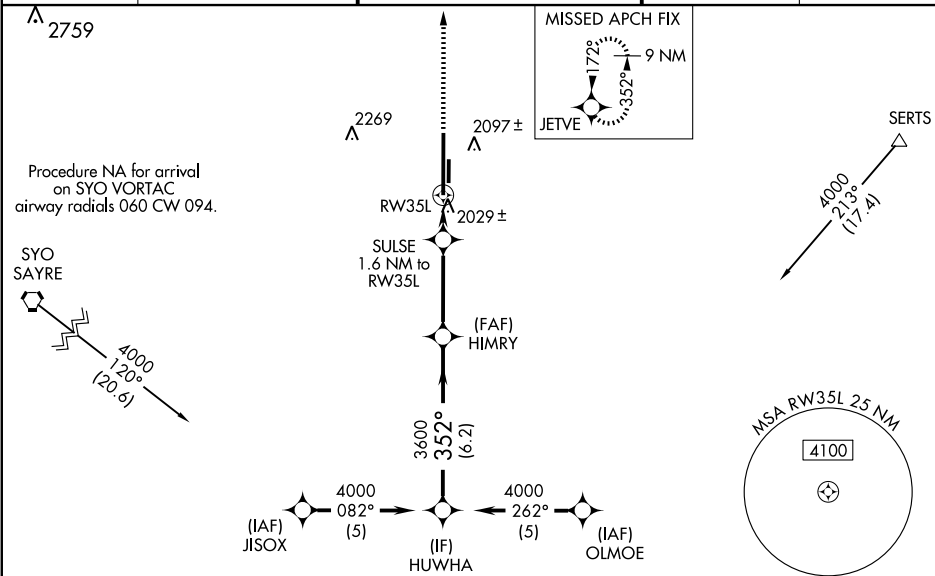 2759
MISSED APCH FIX
172°
352°
9 NM
JETVE
2269
2097 ±
SERTS
4000
213°
(17.4)
Procedure NA for arrival
on SYO VORTAC
airway radials 060 CW 094.
RW35L
2029 ±
SULSE
1.6 NM to
RW35L
SYO
SAYRE
4000
120°
(20.6)
(FAF)
HIMRY
3600
352°
(6.2)
MSA RW35L 25 NM
4100
4000
082°
(5)
4000
262°
(5)
(IAF)
JISOX
(IF)
HUWHA
(IAF)
OLMOE